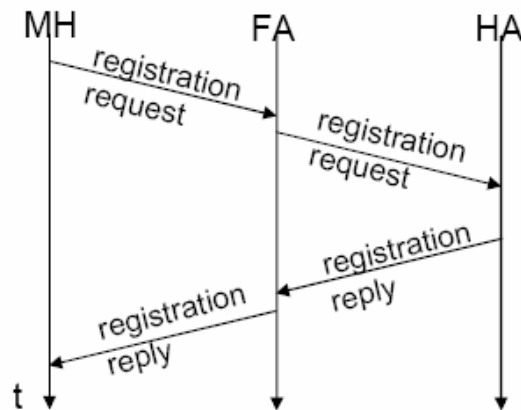 MH FA HA
registration
request
registration
request
registration
reply
registration
reply
t